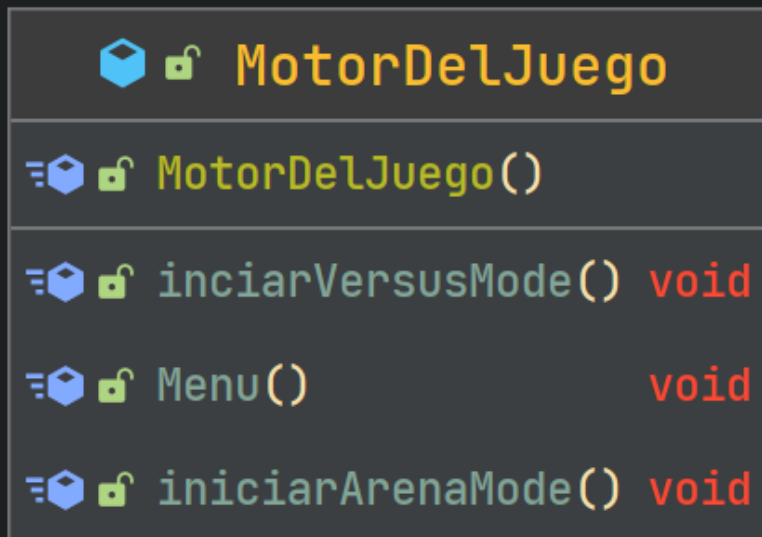 MotorDelJuego
MotorDelJuego()
inciarVersusMode() void
Menu() void
iniciarArenaMode() void